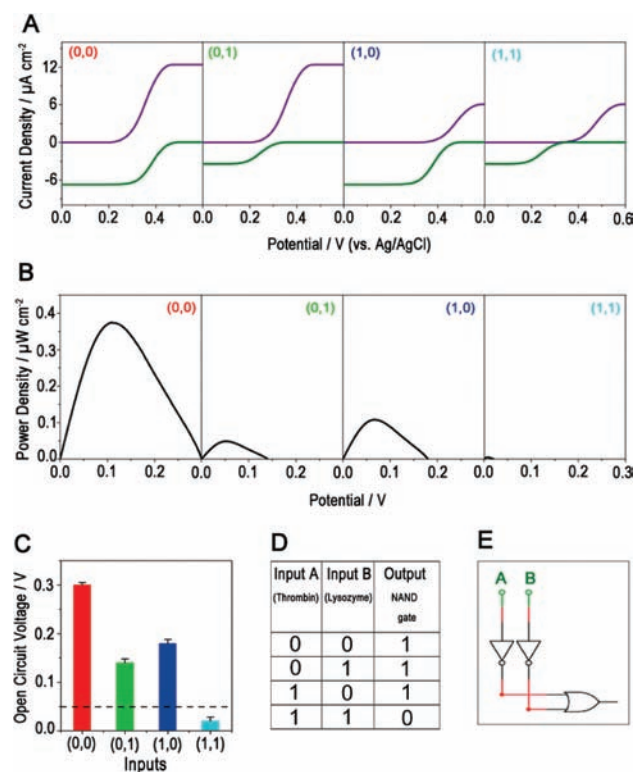 A
(0,0) (0,1) (1,0) (1,1)
Current Density / µA cm-2
12
6
0
-6
0.0 0.2 0.4 0.0 0.2 0.4 0.0 0.2 0.4 0.0 0.2 0.4 0.6
Potential / V (vs. Ag/AgCl)
B
(0,0) (0,1) (1,0) (1,1)
Power Density / µW cm-2
0.4
0.3
0.2
0.1
0.0
0.0 0.1 0.2 0.0 0.1 0.2 0.0 0.1 0.2 0.0 0.1 0.2 0.3
Potential / V
C
Open Circuit Voltage / V
0.3
0.2
0.1
0.0
(0,0) (0,1) (1,0) (1,1)
Inputs
D
Input A Input B Output
(Thrombin) (Lysozyme) NAND
gate
0 0 1
0 1 1
1 0 1
1 1 0
E
A B